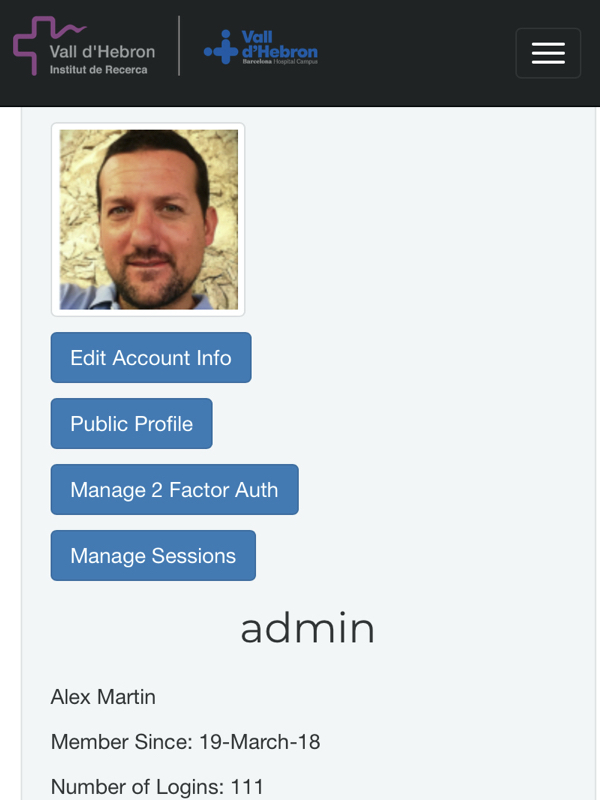 Vall d'Hebron
Institut de Recerca
Vall
d'Hebron
Barcelona Hospital Campus
Edit Account Info
Public Profile
Manage 2 Factor Auth
Manage Sessions
admin
Alex Martin
Member Since: 19-March-18
Number of Logins: 111